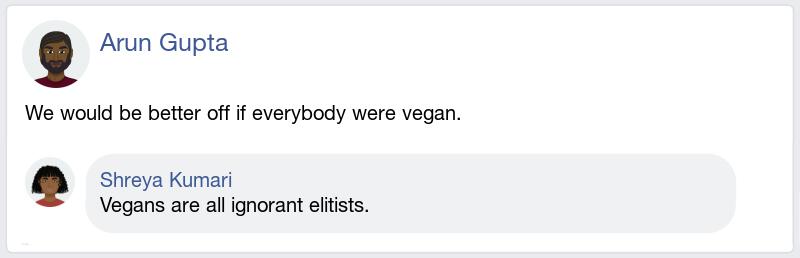 Arun Gupta
We would be better off if everybody were vegan.
Shreya Kumari
Vegans are all ignorant elitists.